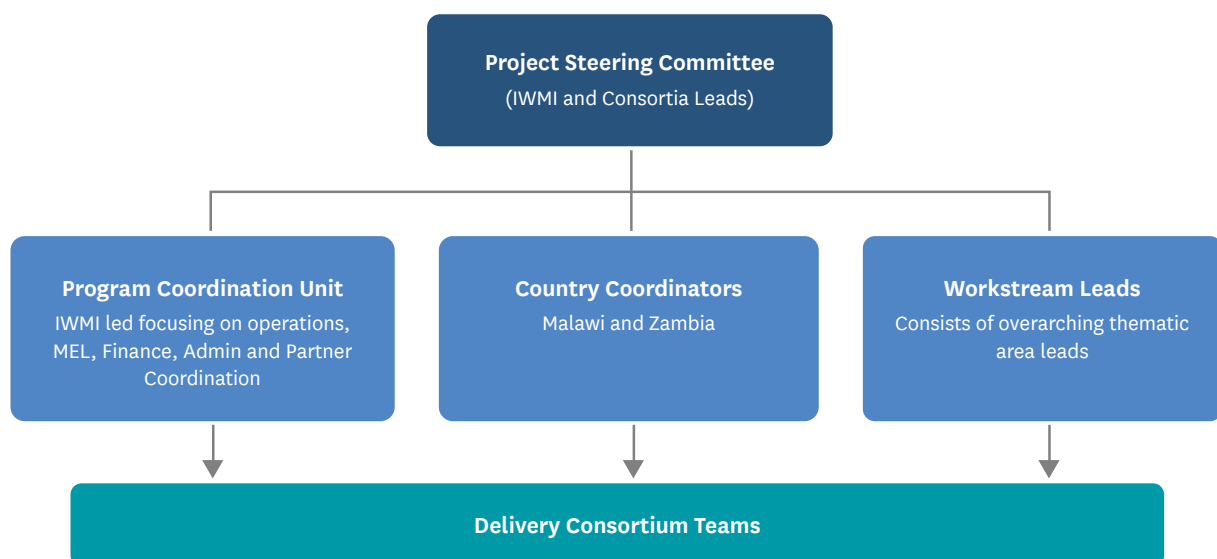 Project Steering Committee
(IWMI and Consortia Leads)
Program Coordination Unit
IWMI led focusing on operations,
MEL, Finance, Admin and Partner
Coordination
Country Coordinators
Malawi and Zambia
Workstream Leads
Consists of overarching thematic
area leads
Delivery Consortium Teams